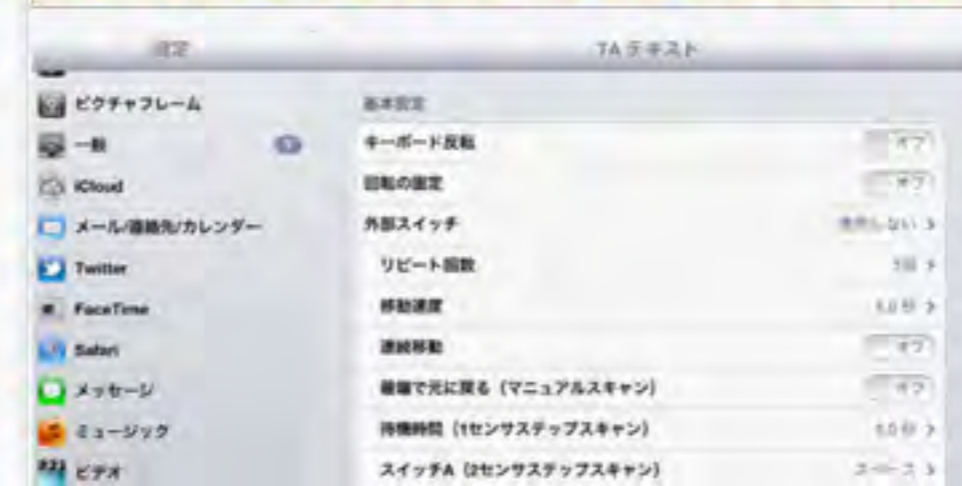 設定
TAテキスト
ピクチャフレーム
一般
iCloud
メール/連絡先/カレンダー
Twitter
FaceTime
Safari
メッセージ
ミュージック
ビデオ
基本設定
キーボード反転 オフ
回転の固定 オフ
外部スイッチ 使用しない
リピート回数
移動速度
連続移動 オフ
最端で元に戻る（マニュアルスキャン） オフ
待機時間（1センサステップスキャン）
スイッチA（2センサステップスキャン） スペース